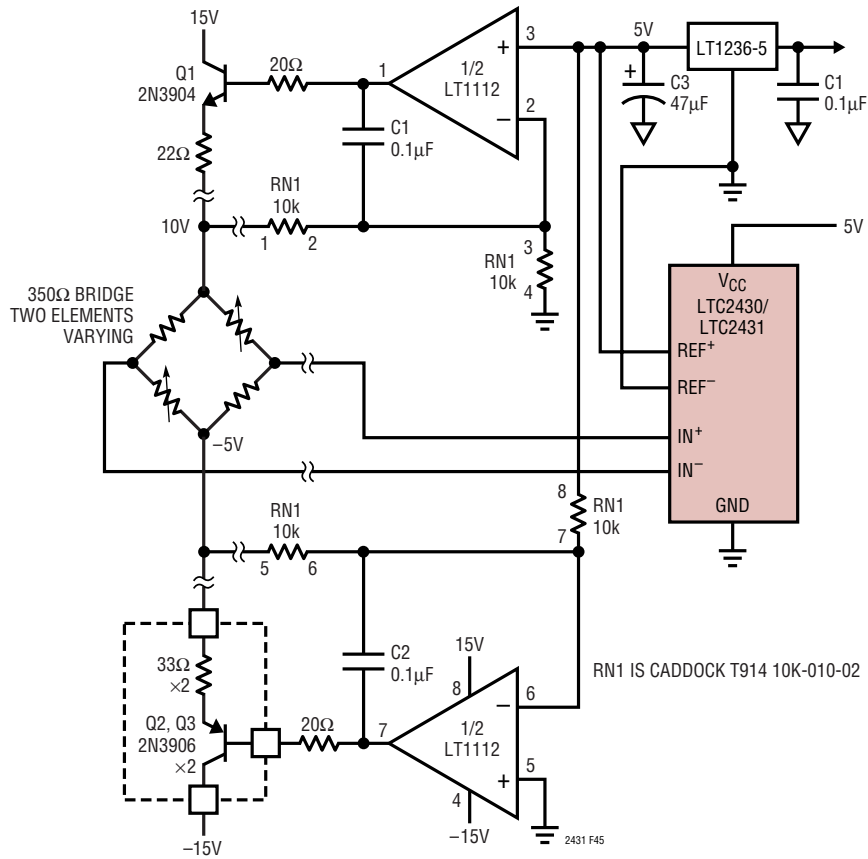 15V
Q1
2N3904
20Ω
1
1/2
LT1112
+
3
−
2
5V
LT1236-5
+
C3
47µF
C1
0.1µF
C1
0.1µF
22Ω
RN1
10k
10V
1
2
RN1
10k
3
4
5V
350Ω BRIDGE
TWO ELEMENTS
VARYING
VCC
LTC2430/
LTC2431
REF+
REF−
IN+
IN−
GND
−5V
8
RN1
10k
7
RN1
10k
5
6
33Ω
×2
Q2, Q3
2N3906
×2
20Ω
C2
0.1µF
15V
8
7
1/2
LT1112
−
6
+
5
4
−15V
−15V
RN1 IS CADDOCK T914 10K-010-02
2431 F45